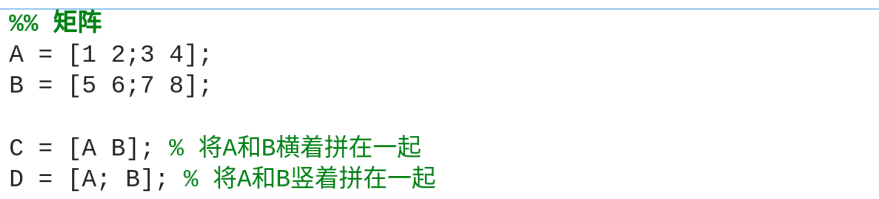 %% 矩阵
A = [1 2;3 4];
B = [5 6;7 8];
C = [A B]; % 将A和B横着拼在一起
D = [A; B]; % 将A和B竖着拼在一起